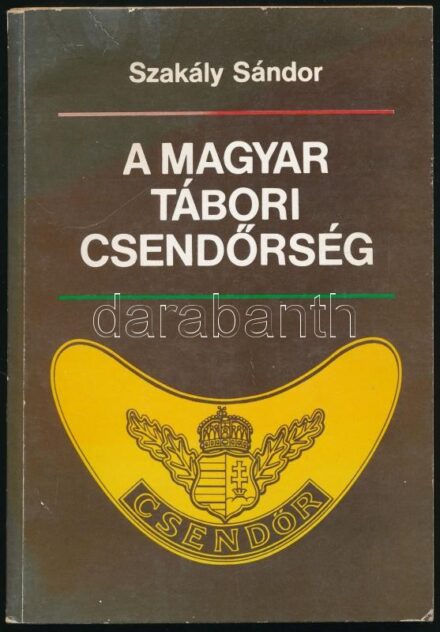 Szakály Sándor
A MAGYAR
TÁBORI
CSENDŐRSÉG
darabanth
CSENDŐR